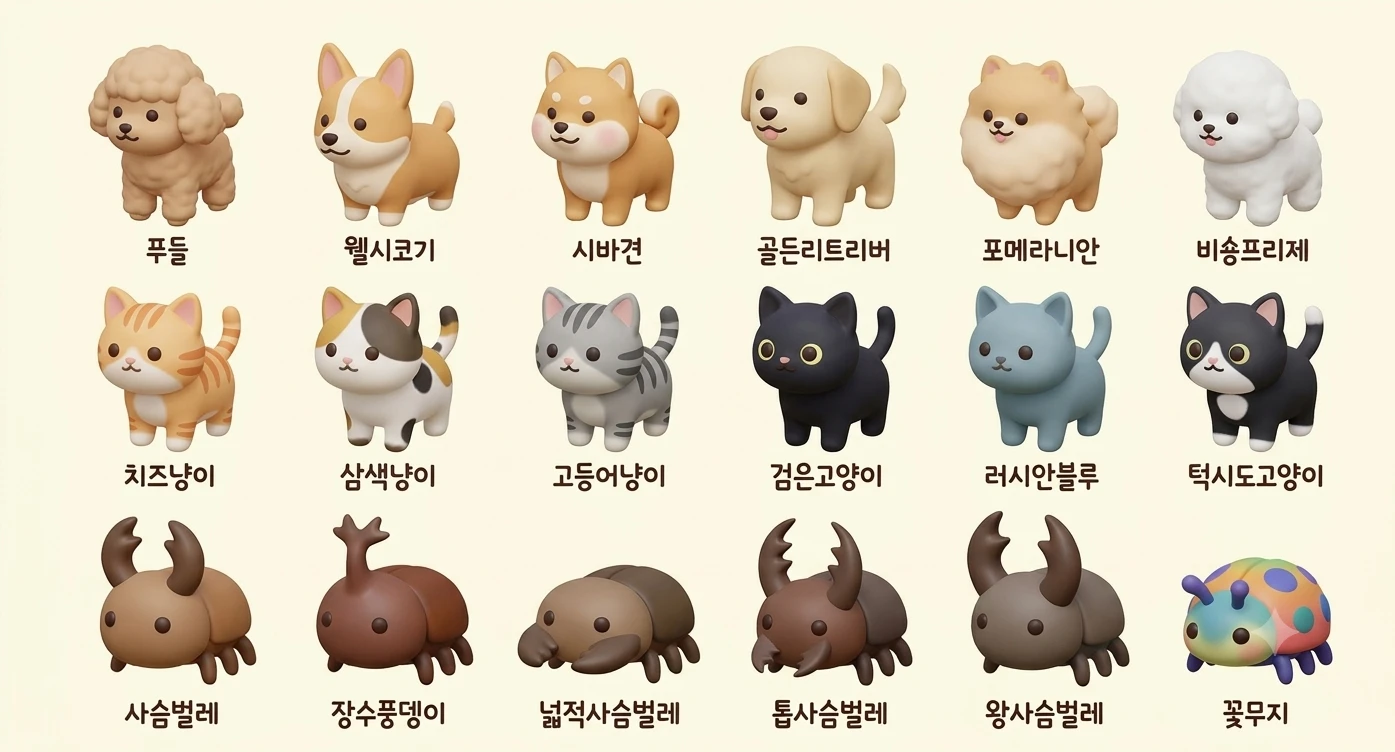 푸들 웰시코기 시바견 골든리트리버 포메라니안 비숑프리제
치즈냥이 삼색냥이 고등어냥이 검은고양이 러시안블루 턱시도고양이
사슴벌레 장수풍뎅이 넓적사슴벌레 톱사슴벌레 왕사슴벌레 꽃무지